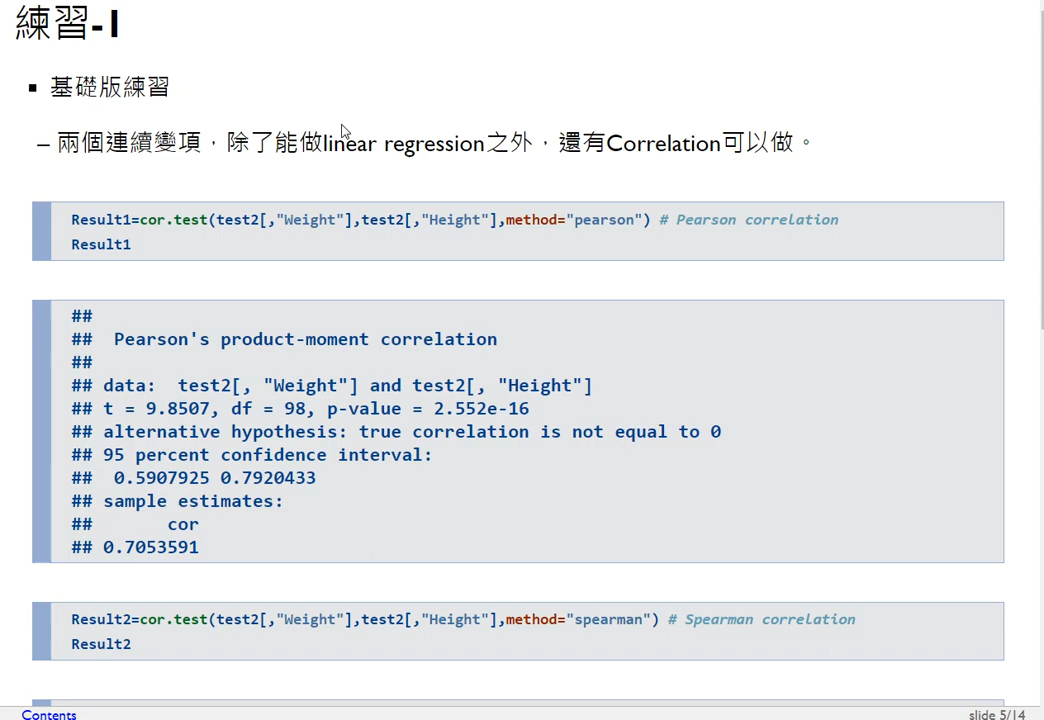 練習-1
▪ 基礎版練習
– 兩個連續變項，除了能做linear regression之外，還有Correlation可以做。
Result1=cor.test(test2[,"Weight"],test2[,"Height"],method="pearson") # Pearson correlation
Result1
##
##  Pearson's product-moment correlation
##
## data:  test2[, "Weight"] and test2[, "Height"]
## t = 9.8507, df = 98, p-value = 2.552e-16
## alternative hypothesis: true correlation is not equal to 0
## 95 percent confidence interval:
##  0.5907925 0.7920433
## sample estimates:
##       cor
## 0.7053591
Result2=cor.test(test2[,"Weight"],test2[,"Height"],method="spearman") # Spearman correlation
Result2
Contents
slide 5/14